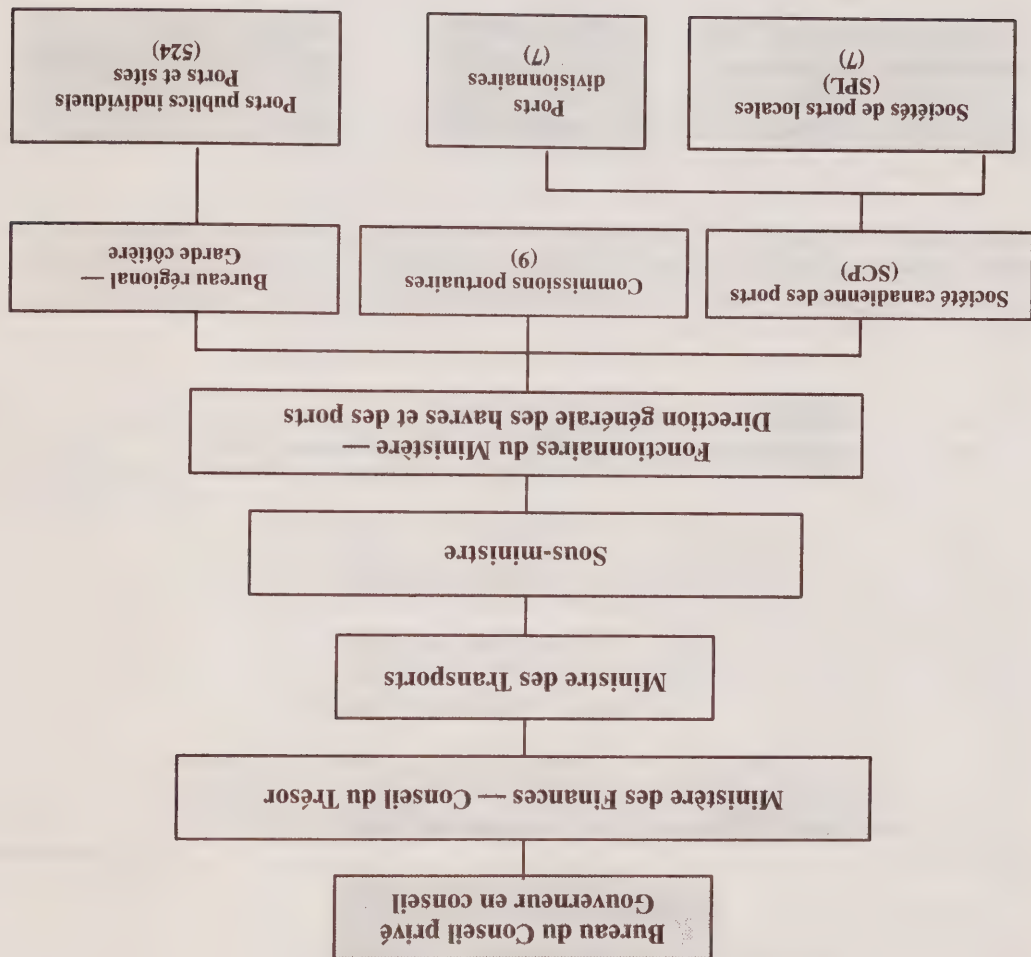 Bureau du Conseil privé
Gouverneur en conseil
Ministère des Finances — Conseil du Trésor
Ministre des Transports
Sous-ministre
Fonctionnaires du Ministère —
Direction générale des havres et des ports
Société canadienne des ports
(SCP)
Commissions portuaires
(9)
Bureau régional —
Garde côtière
Sociétés de ports locales
(SPL)
(7)
Ports
divisionnaires
(7)
Ports publics individuels
Ports et sites
(524)